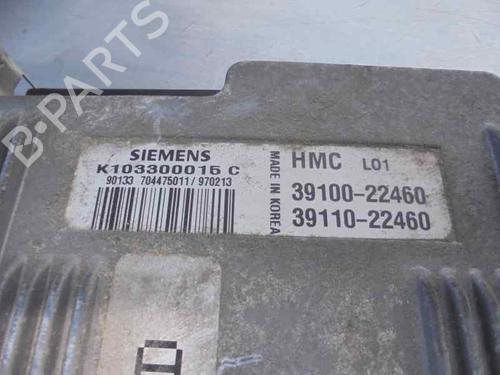 SIEMENS
K103300015 C
90133 704475011/ 970213
MADE IN KOREA
HMC L01
39100-22460
39110-22460
B-PARTS